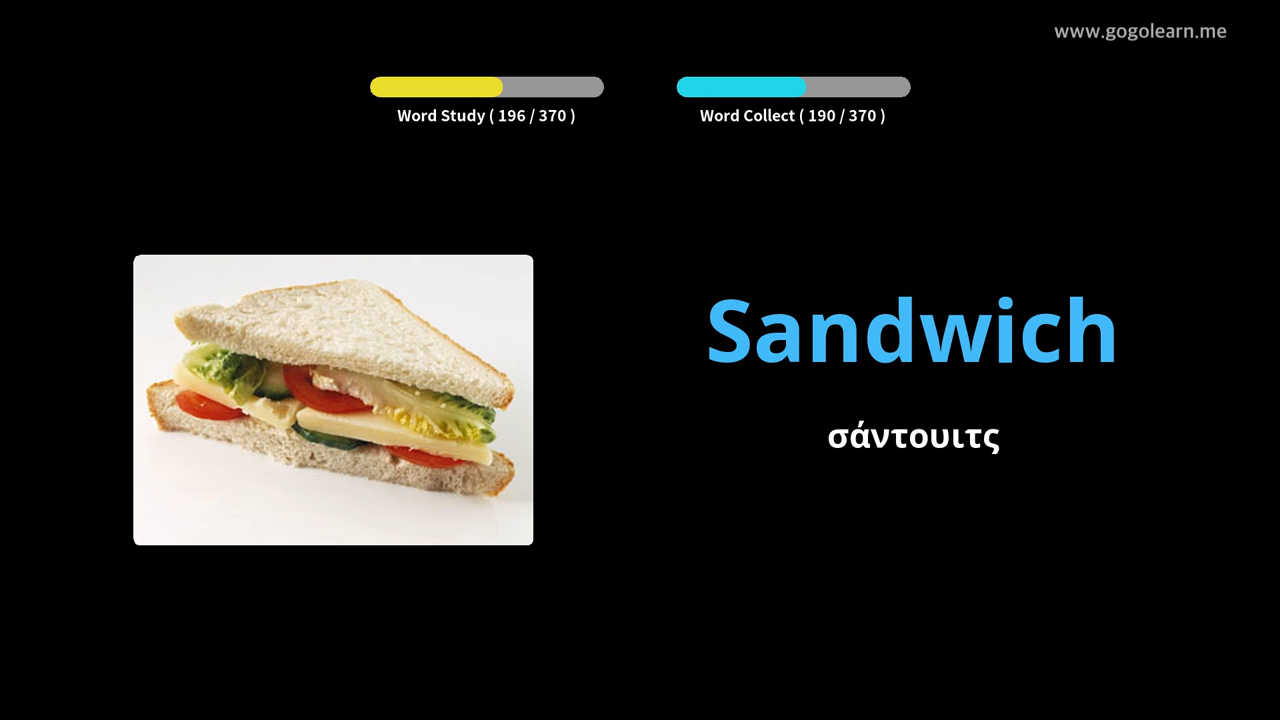 www.gogolearn.me
Word Study ( 196 / 370 )
Word Collect ( 190 / 370 )
Sandwich
σάντουιτς